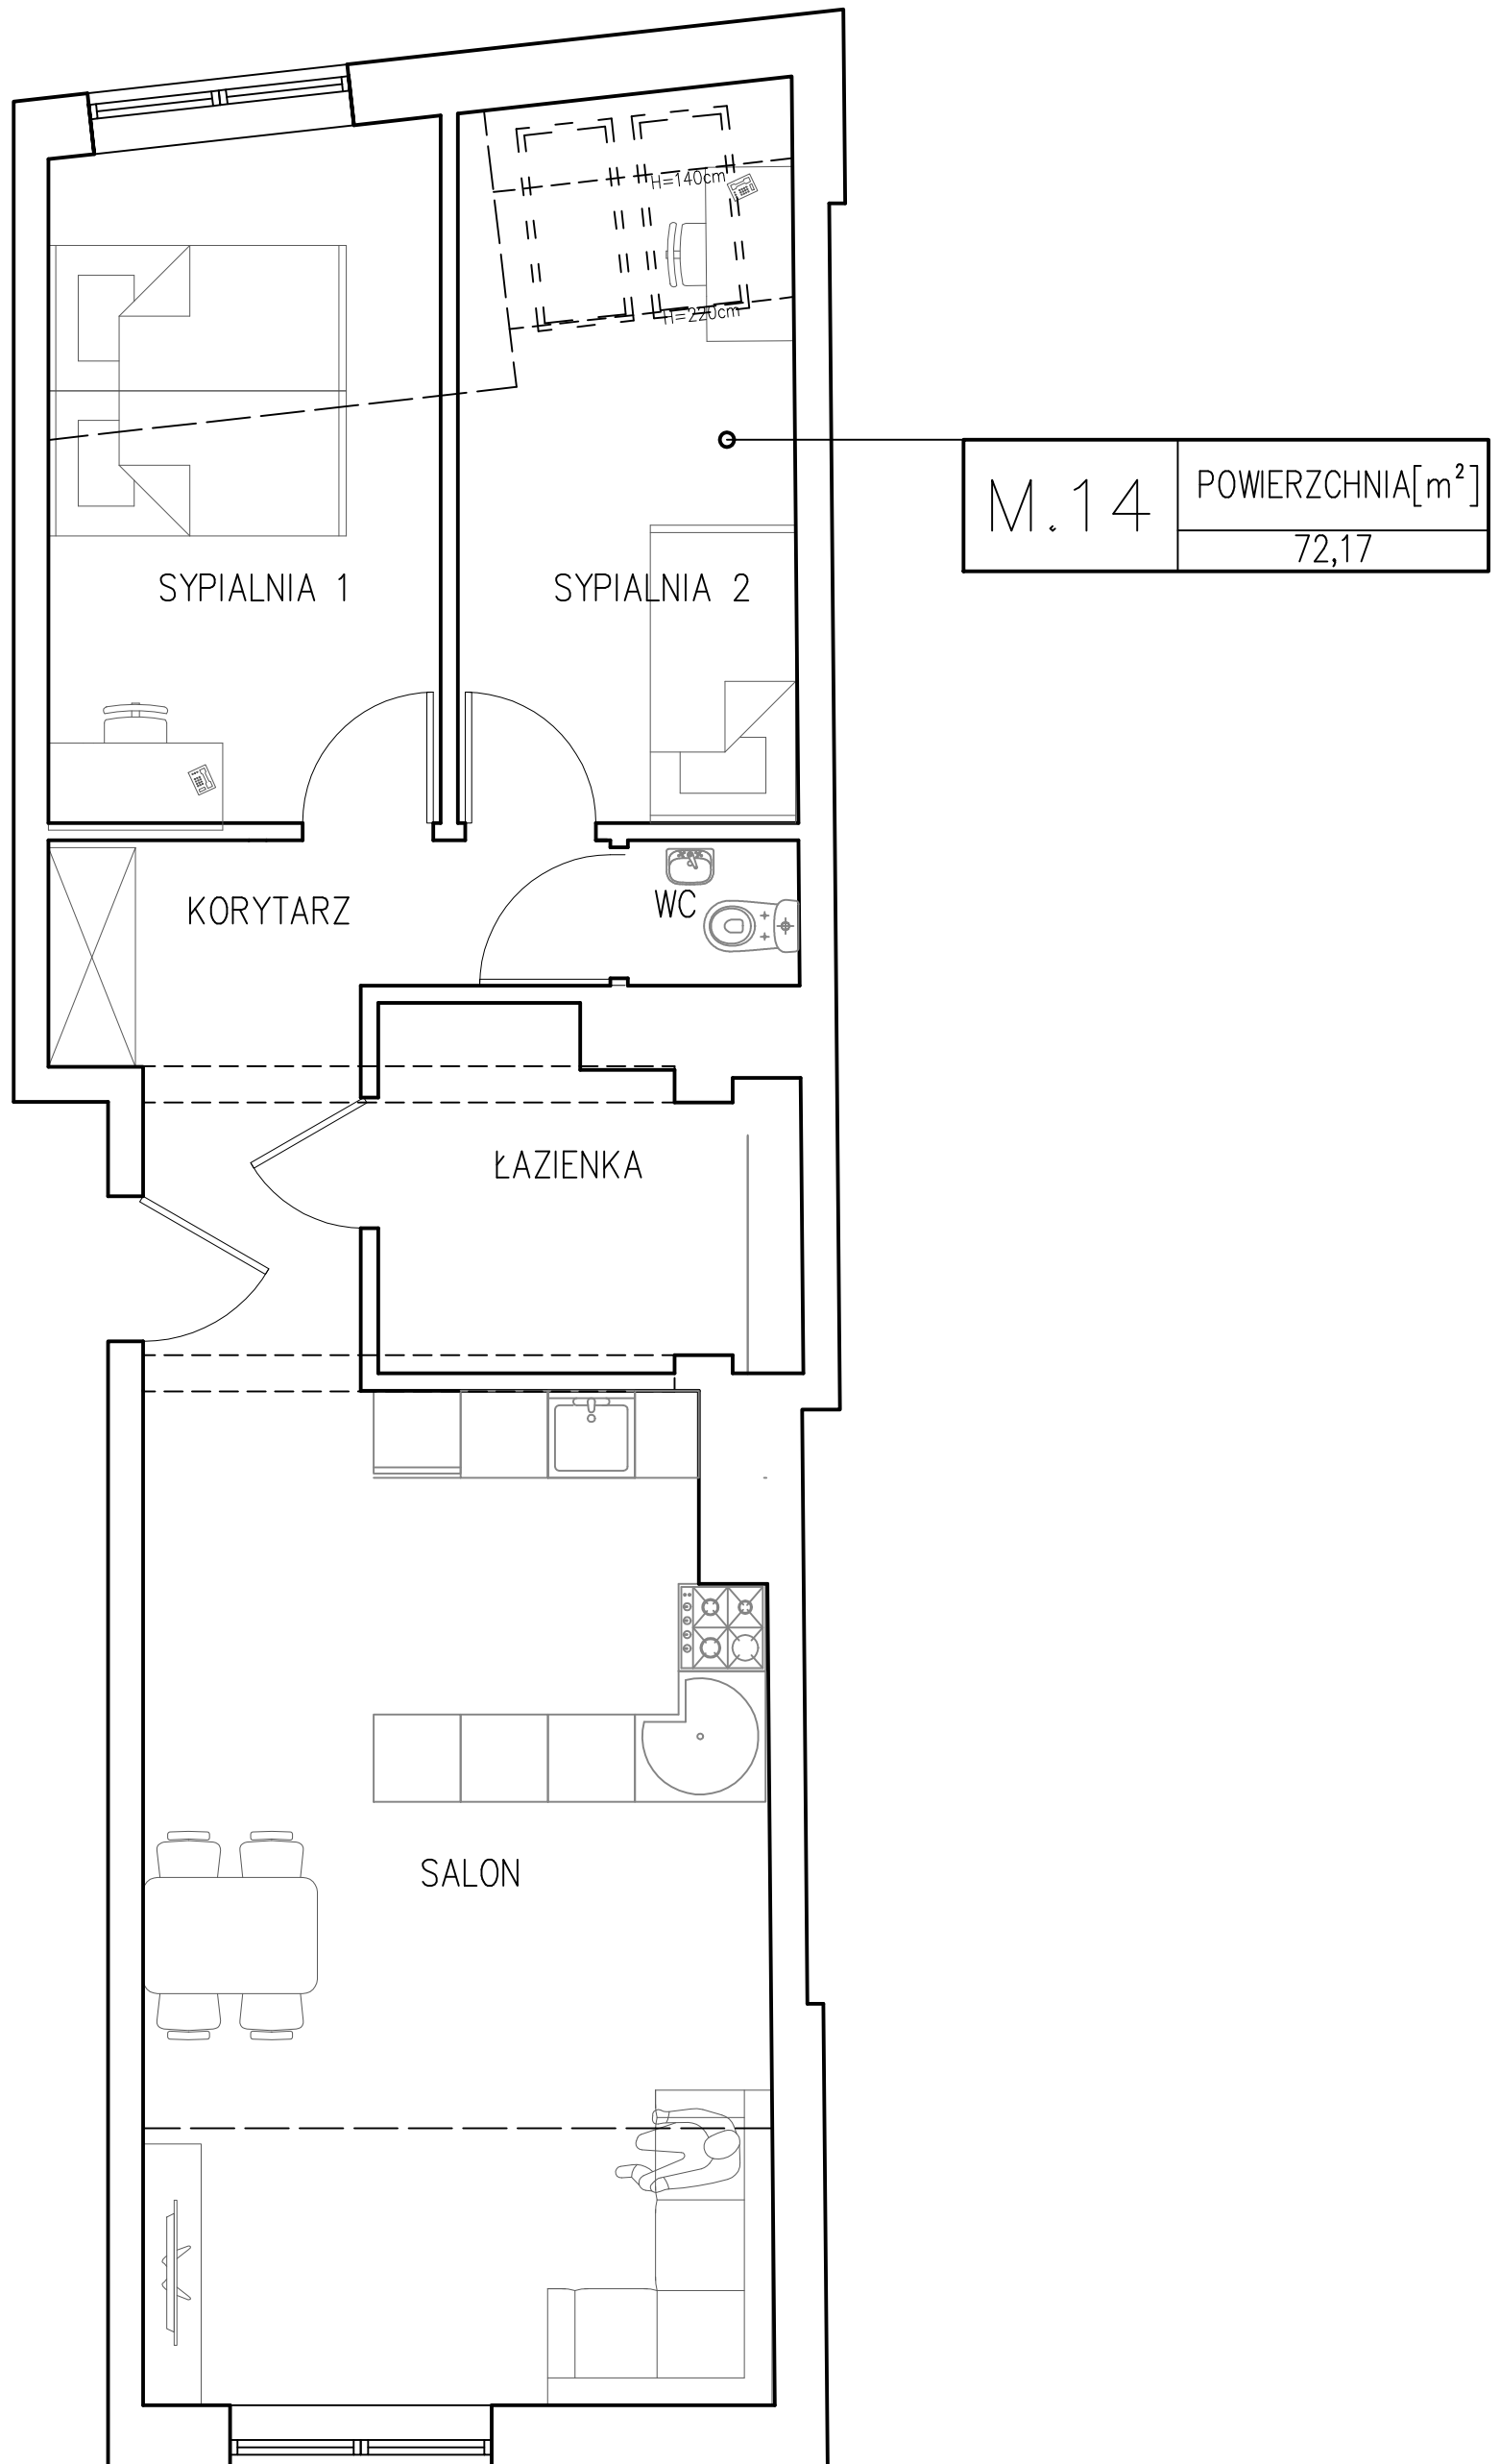 H=140cm
H=220cm
M.14
POWIERZCHNIA[m²]
72,17
SYPIALNIA 1
SYPIALNIA 2
KORYTARZ
WC
ŁAZIENKA
SALON